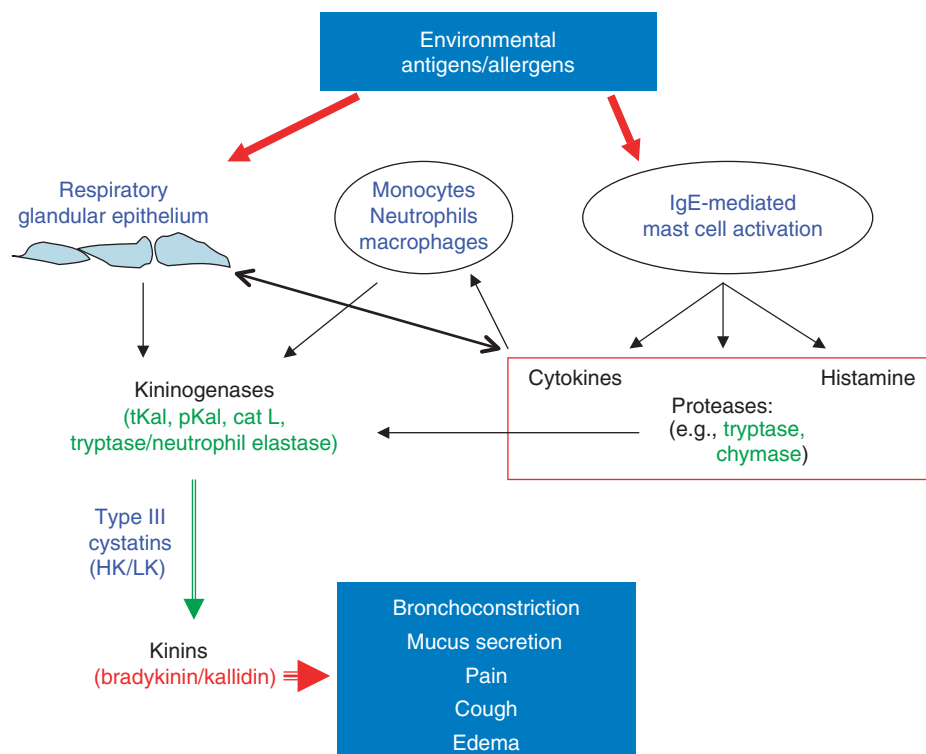 Environmental
antigens/allergens
Respiratory
glandular epithelium
Monocytes
Neutrophils
macrophages
IgE-mediated
mast cell activation
Kininogenases
(tKal, pKal, cat L,
tryptase/neutrophil elastase)
Cytokines
Histamine
Proteases:
(e.g., tryptase,
chymase)
Type III
cystatins
(HK/LK)
Kinins
(bradykinin/kallidin)
Bronchoconstriction
Mucus secretion
Pain
Cough
Edema